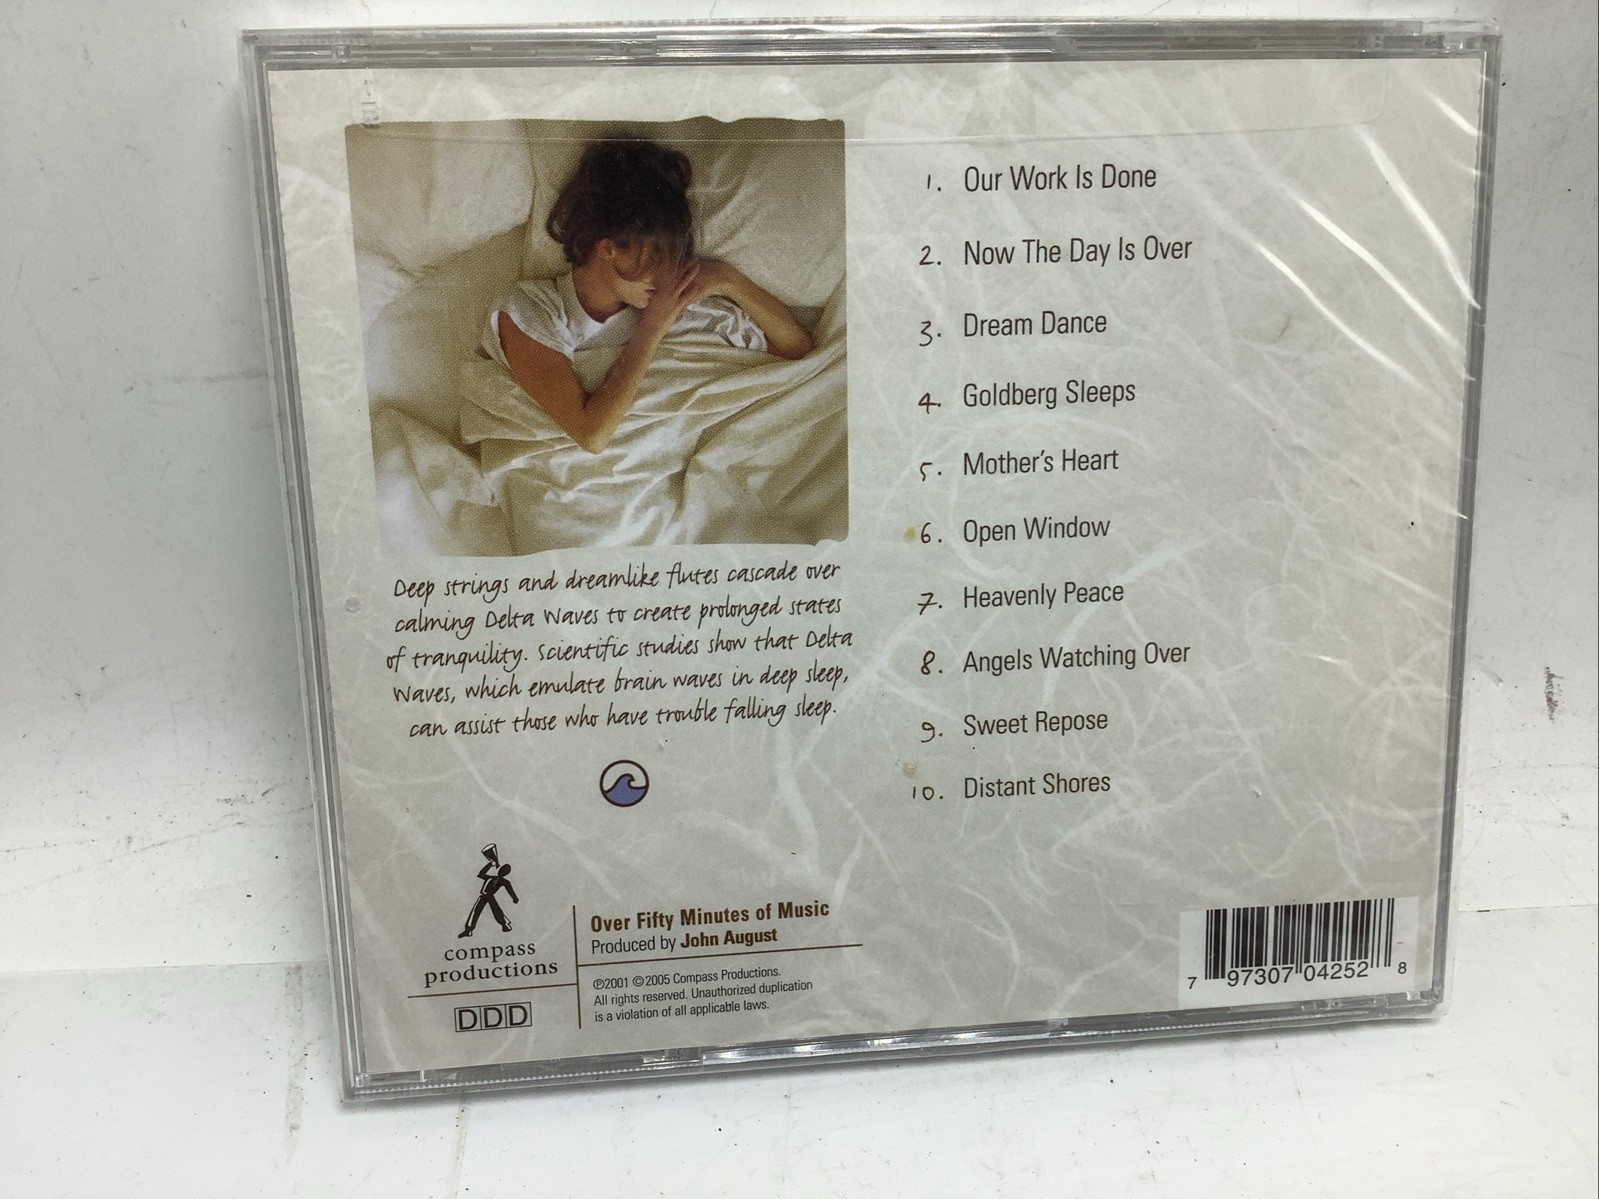 1. Our Work Is Done
2. Now The Day Is Over
3. Dream Dance
4. Goldberg Sleeps
5. Mother's Heart
6. Open Window
7. Heavenly Peace
8. Angels Watching Over
9. Sweet Repose
10. Distant Shores
Deep strings and dreamlike flutes cascade over
calming Delta Waves to create prolonged states
of tranquility. Scientific studies show that Delta
Waves, which emulate brain waves in deep sleep,
can assist those who have trouble falling sleep.
compass
productions
DDD
Over Fifty Minutes of Music
Produced by John August
℗2001 ©2005 Compass Productions.
All rights reserved. Unauthorized duplication
is a violation of all applicable laws.
7 97307 04252 8